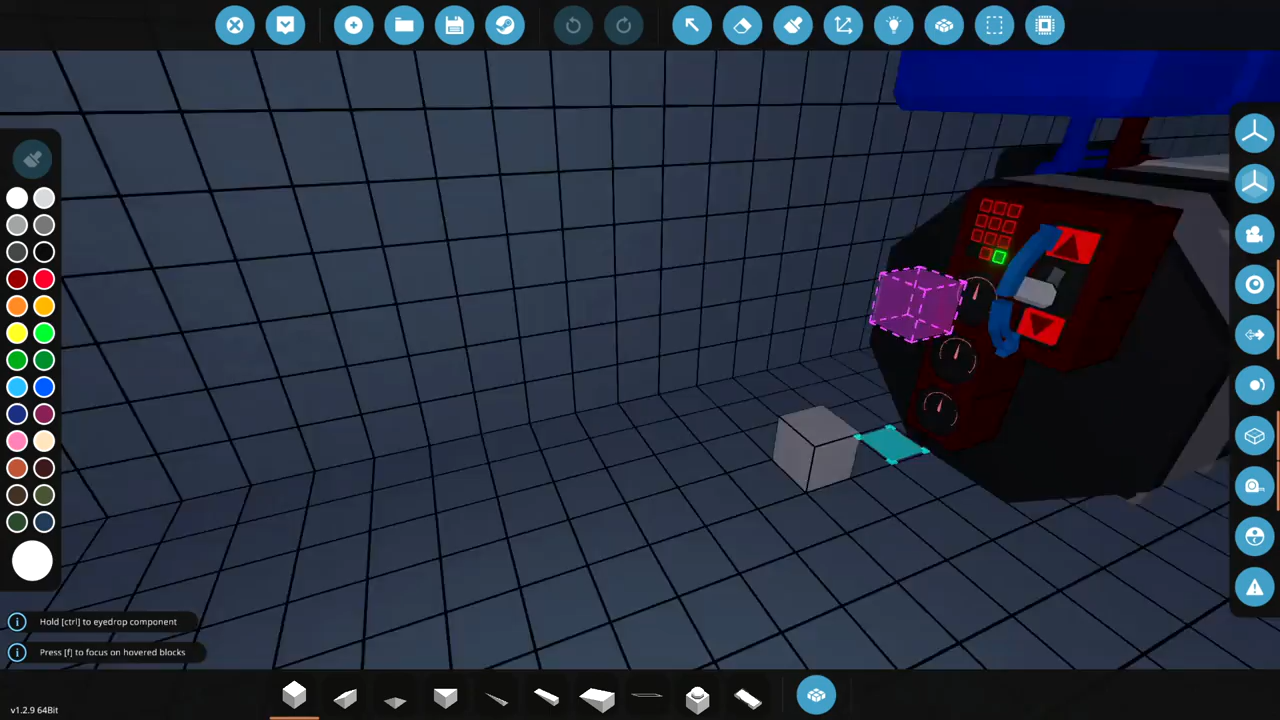 Hold [ctrl] to eyedrop component
Press [f] to focus on hovered blocks
v1.2.9 64Bit